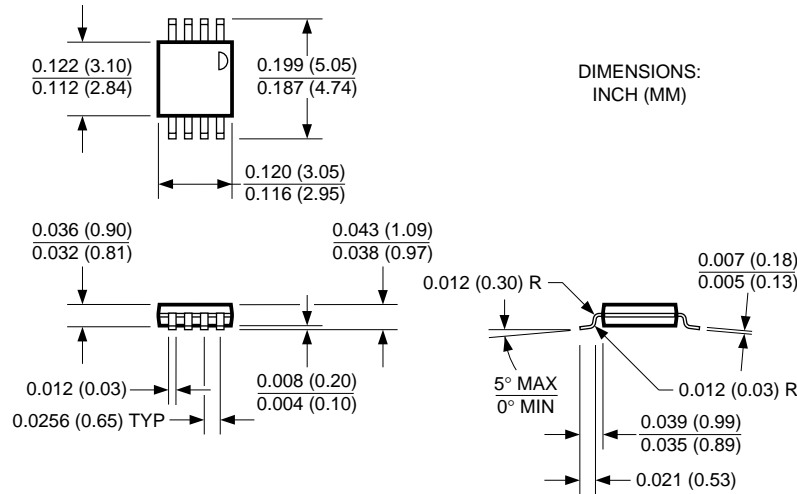 0.122 (3.10)
0.112 (2.84)
0.199 (5.05)
0.187 (4.74)
DIMENSIONS:
INCH (MM)
0.120 (3.05)
0.116 (2.95)
0.036 (0.90)
0.032 (0.81)
0.043 (1.09)
0.038 (0.97)
0.007 (0.18)
0.005 (0.13)
0.012 (0.30) R
0.012 (0.03)
0.008 (0.20)
0.004 (0.10)
5° MAX
0° MIN
0.012 (0.03) R
0.0256 (0.65) TYP
0.039 (0.99)
0.035 (0.89)
0.021 (0.53)